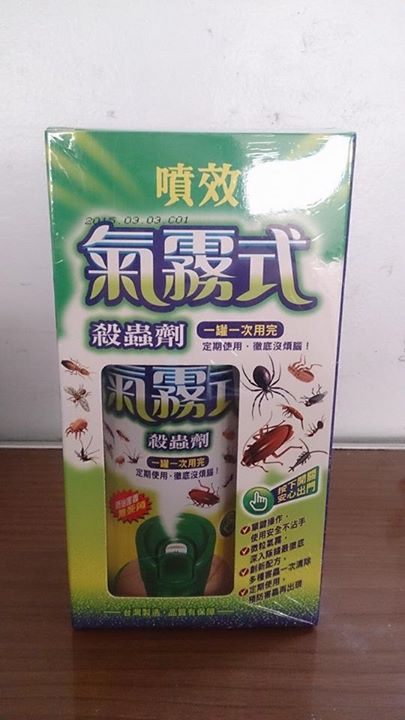 噴效
2015.03.03 C01
氣霧式
殺蟲劑
一罐一次用完
定期使用．徹底沒煩腦！
氣霧式
殺蟲劑
一罐一次用完
定期使用．徹底沒煩腦！
按下開關
安心出門
單鍵操作，
使用安全不沾手
微粒氣霧，
深入隙縫最徹底
創新配方，
多種害蟲一次清除
定期使用，
預防害蟲再出現
台灣製造．品質有保障